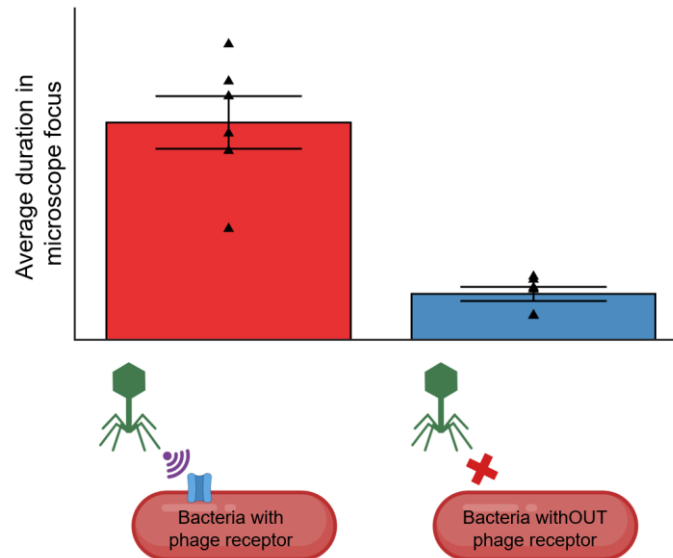 Average duration in
microscope focus
Bacteria with
phage receptor
Bacteria withOUT
phage receptor